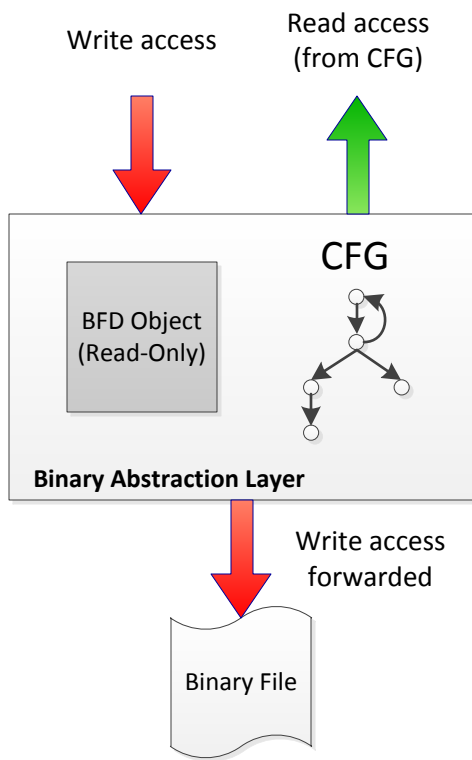 Write access
Read access
(from CFG)
CFG
BFD Object
(Read-Only)
Binary Abstraction Layer
Write access
forwarded
Binary File